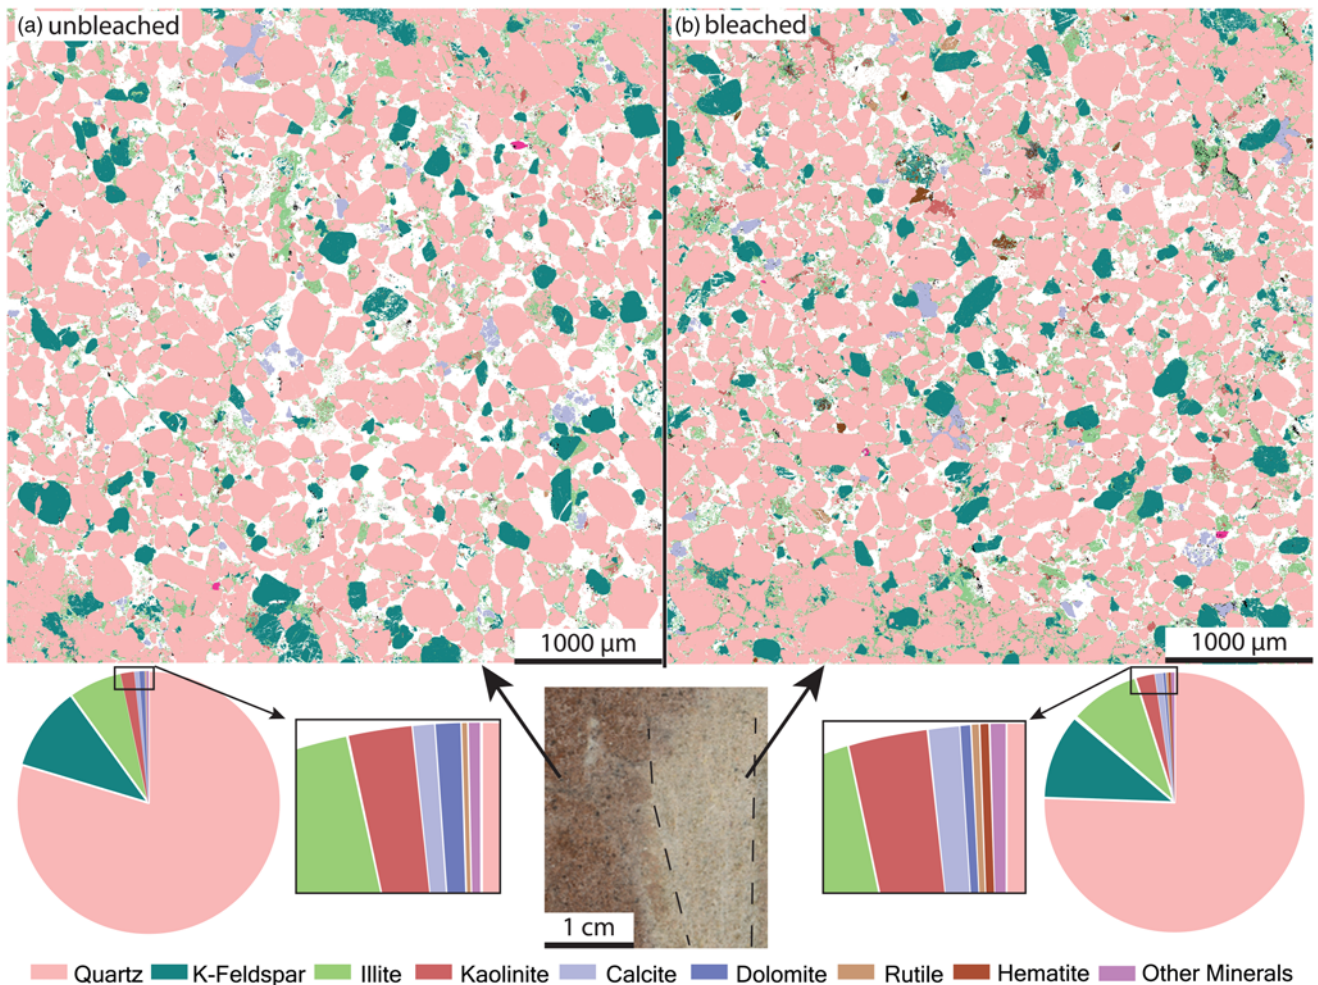 (a) unbleached
(b) bleached
1000 μm
1000 μm
1 cm
Quartz K-Feldspar Illite Kaolinite Calcite Dolomite Rutile Hematite Other Minerals